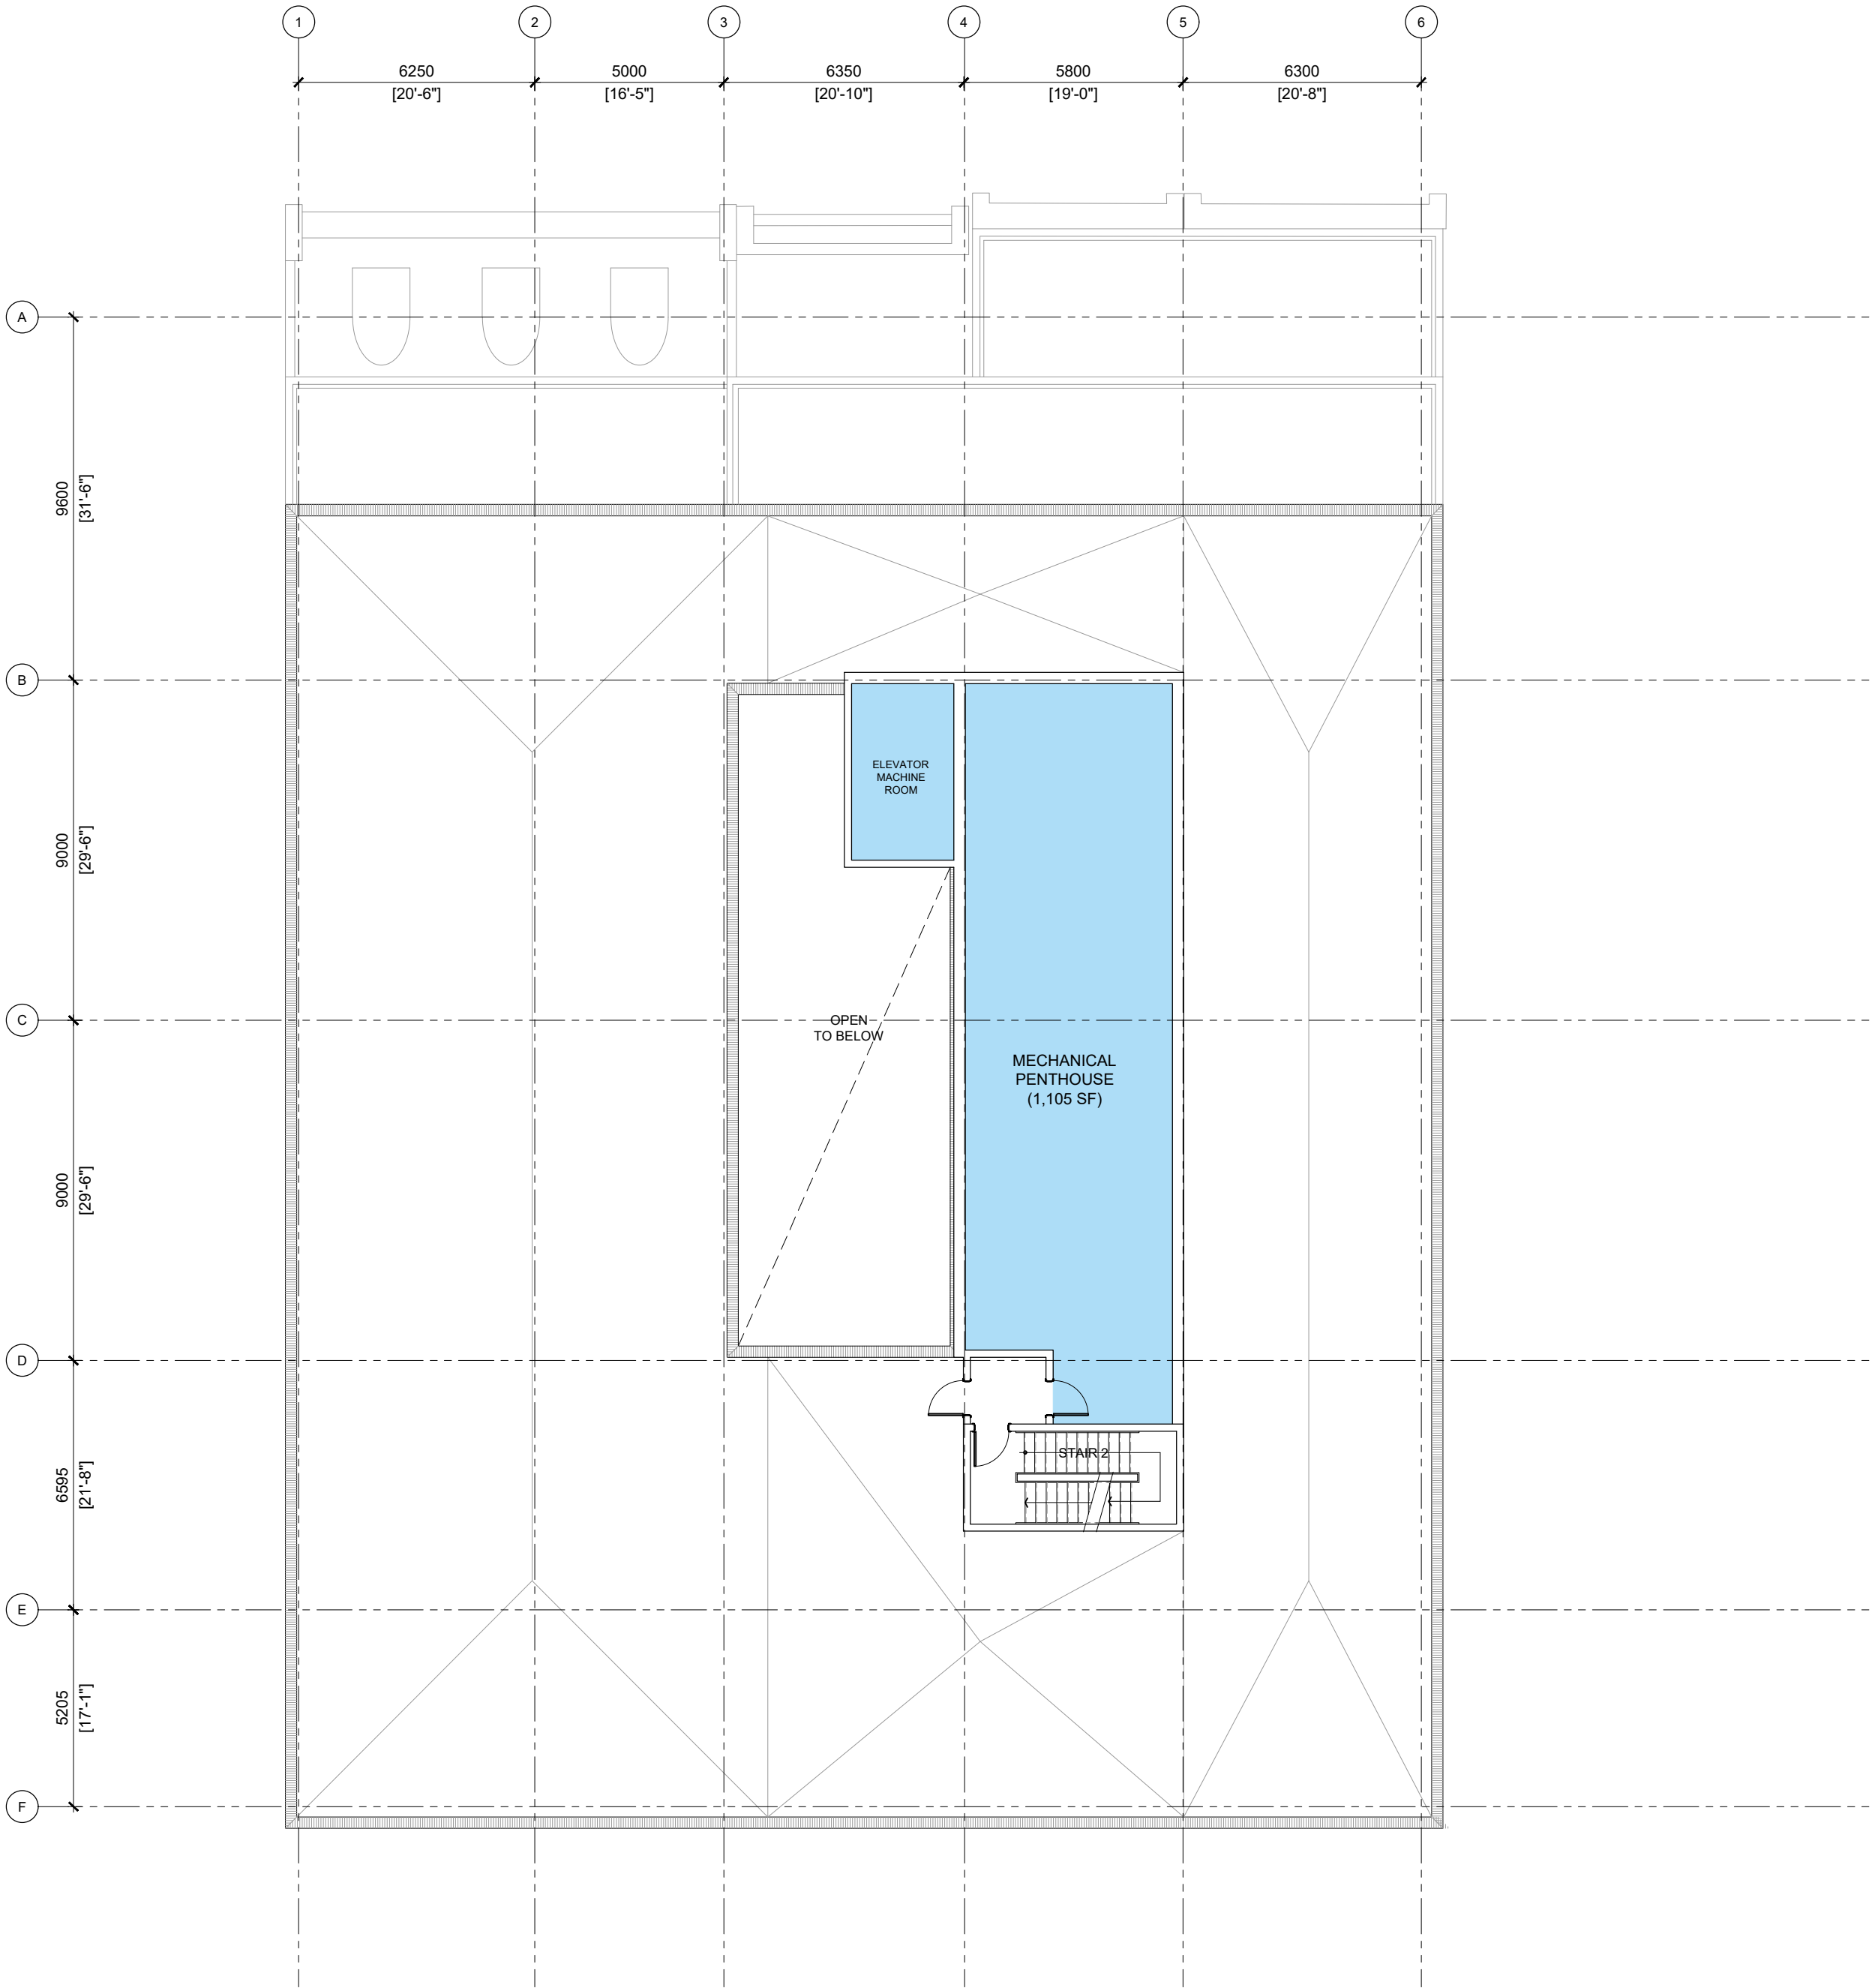 1
2
3
4
5
6
6250
5000
6350
5800
6300
[20'-6"]
[16'-5"]
[20'-10"]
[19'-0"]
[20'-8"]
A
9600
[31'-6"]
B
ELEVATOR
MACHINE
ROOM
9000
[29'-6"]
C
OPEN
TO BELOW
MECHANICAL
PENTHOUSE
(1,105 SF)
9000
[29'-6"]
D
STAIR 2
6595
[21'-8"]
E
5205
[17'-1"]
F